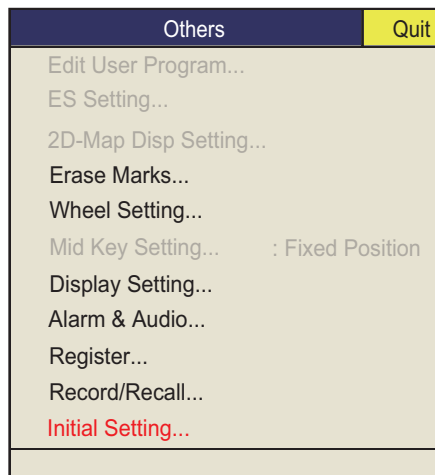 Others Quit
Edit User Program...
ES Setting...
2D-Map Disp Setting...
Erase Marks...
Wheel Setting...
Mid Key Setting... : Fixed Position
Display Setting...
Alarm & Audio...
Register...
Record/Recall...
Initial Setting...